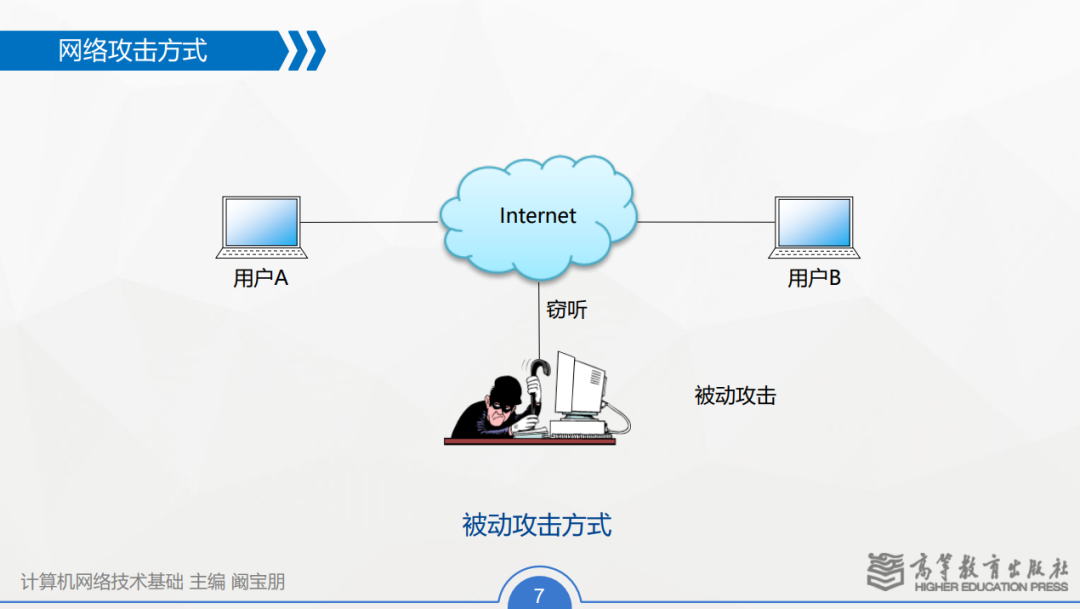 网络攻击方式
Internet
用户A
用户B
窃听
被动攻击
被动攻击方式
计算机网络技术基础 主编 阚宝朋
7
高等教育出版社
HIGHER EDUCATION PRESS